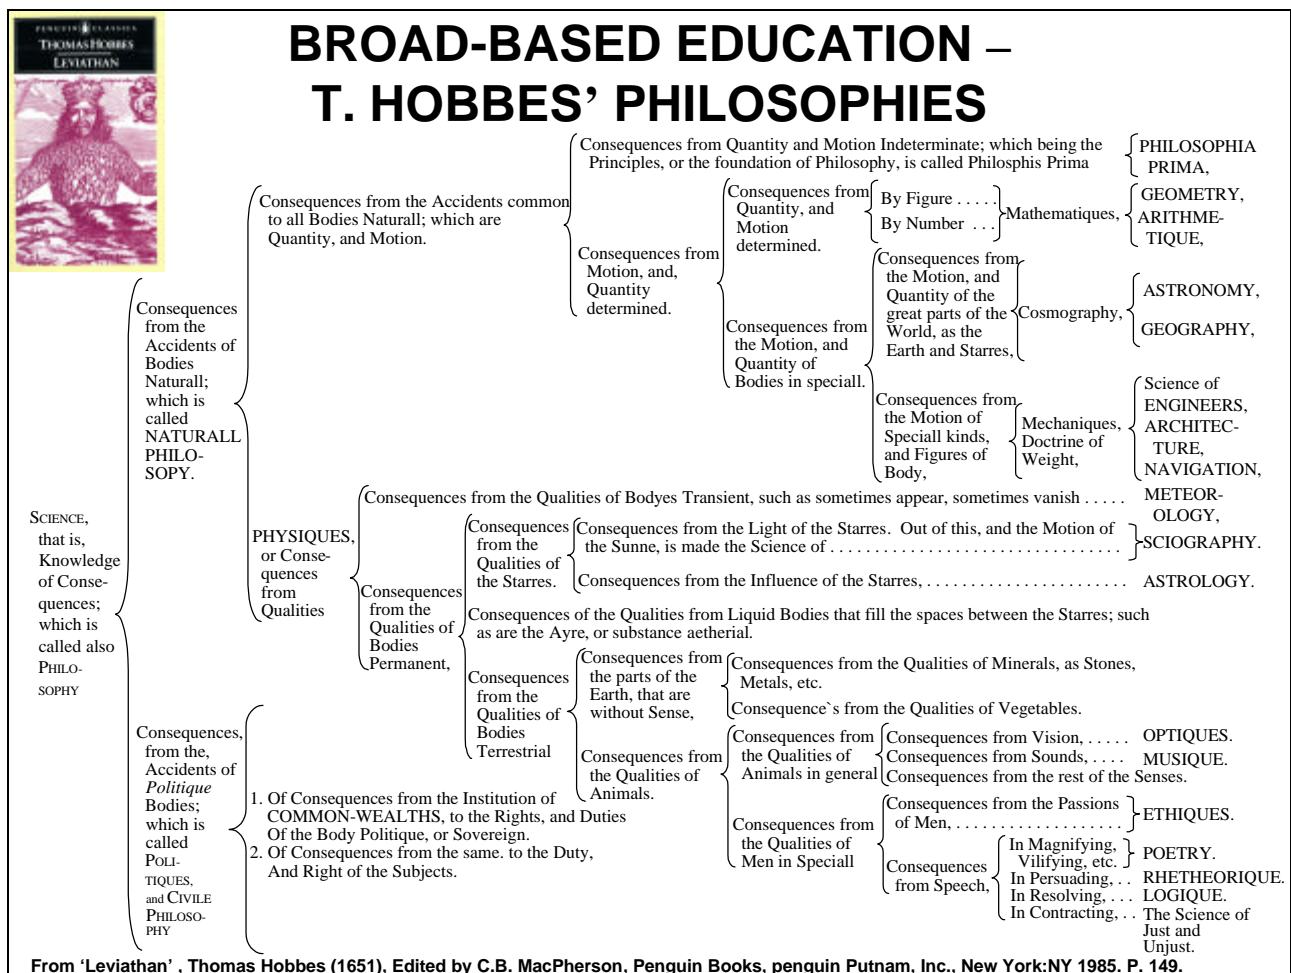 PENGUIN CLASSICS
THOMAS HOBBES
LEVIATHAN
BROAD-BASED EDUCATION –
T. HOBBES’ PHILOSOPHIES
SCIENCE,
that is,
Knowledge
of Conse-
quences;
which is
called also
PHILO-
SOPHY
Consequences
from the
Accidents of
Bodies
Naturall;
which is
called
NATURALL
PHILO-
SOPY.
Consequences from the Accidents common
to all Bodies Naturall; which are
Quantity, and Motion.
Consequences from Quantity and Motion Indeterminate; which being the
Principles, or the foundation of Philosophy, is called Philosphis Prima
PHILOSOPHIA
PRIMA,
Consequences from
Motion, and,
Quantity
determined.
Consequences from
Quantity, and
Motion
determined.
By Figure . . . . .
By Number . . .
Mathematiques,
GEOMETRY,
ARITHME-
TIQUE,
Consequences from
the Motion, and
Quantity of
Bodies in speciall.
Consequences from
the Motion, and
Quantity of the
great parts of the
World, as the
Earth and Starres,
Cosmography,
ASTRONOMY,
GEOGRAPHY,
Consequences from
the Motion of
Speciall kinds,
and Figures of
Body,
Mechaniques,
Doctrine of
Weight,
Science of
ENGINEERS,
ARCHITEC-
TURE,
NAVIGATION,
PHYSIQUES,
or Conse-
quences
from
Qualities
Consequences from the Qualities of Bodyes Transient, such as sometimes appear, sometimes vanish . . . . .
METEOR-
OLOGY,
Consequences
from the
Qualities of
Bodies
Permanent,
Consequences
from the
Qualities of
the Starres.
Consequences from the Light of the Starres. Out of this, and the Motion of
the Sunne, is made the Science of . . . . . . . . . . . . . . . . . . . . . . . . . . . . . . . .
SCIOGRAPHY.
Consequences from the Influence of the Starres, . . . . . . . . . . . . . . . . . . . . . . .
ASTROLOGY.
Consequences of the Qualities from Liquid Bodies that fill the spaces between the Starres; such
as are the Ayre, or substance aetherial.
Consequences
from the
Qualities of
Bodies
Terrestrial
Consequences from
the parts of the
Earth, that are
without Sense,
Consequences from the Qualities of Minerals, as Stones,
Metals, etc.
Consequence`s from the Qualities of Vegetables.
Consequences from
the Qualities of
Animals.
Consequences from
the Qualities of
Animals in general
Consequences from Vision, . . . . .
OPTIQUES.
Consequences from Sounds, . . . .
MUSIQUE.
Consequences from the rest of the Senses.
Consequences from
the Qualities of
Men in Speciall
Consequences from the Passions
of Men, . . . . . . . . . . . . . . . . . . .
ETHIQUES.
Consequences
from Speech,
In Magnifying,
Vilifying, etc.
POETRY.
In Persuading, . .
RHETHEORIQUE.
In Resolving, . . .
LOGIQUE.
In Contracting, . .
The Science of
Just and
Unjust.
Consequences,
from the,
Accidents of
Politique
Bodies;
which is
called
POLI-
TIQUES,
and CIVILE
PHILOSO-
PHY
1. Of Consequences from the Institution of
COMMON-WEALTHS, to the Rights, and Duties
Of the Body Politique, or Sovereign.
2. Of Consequences from the same. to the Duty,
And Right of the Subjects.
From ‘Leviathan’ , Thomas Hobbes (1651), Edited by C.B. MacPherson, Penguin Books, penguin Putnam, Inc., New York:NY 1985. P. 149.